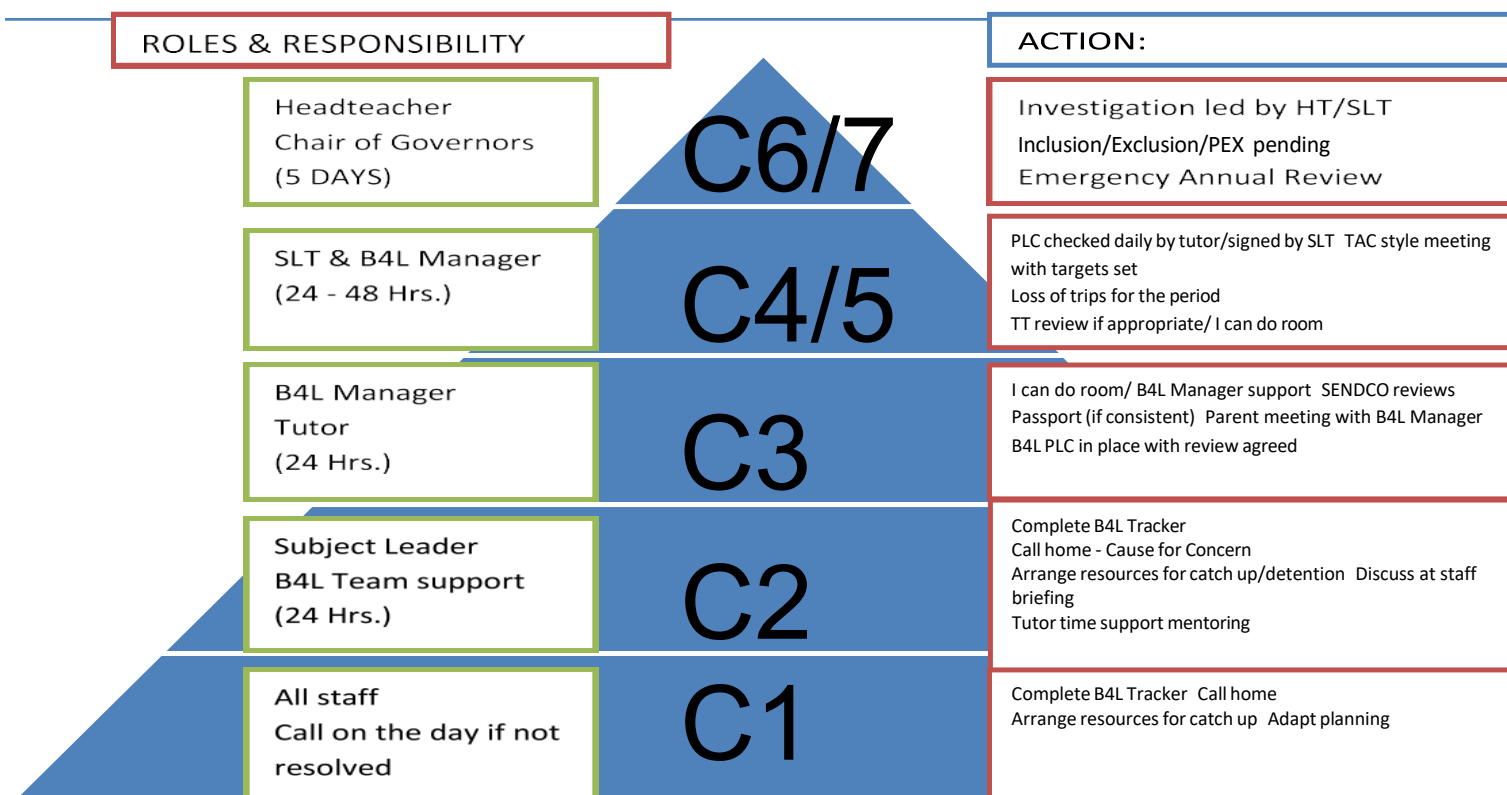 ROLES & RESPONSIBILITY
ACTION:
Headteacher
Chair of Governors
(5 DAYS)
C6/7
Investigation led by HT/SLT
Inclusion/Exclusion/PEX pending
Emergency Annual Review
SLT & B4L Manager
(24 - 48 Hrs.)
C4/5
PLC checked daily by tutor/signed by SLT TAC style meeting
with targets set
Loss of trips for the period
TT review if appropriate/ I can do room
B4L Manager
Tutor
(24 Hrs.)
C3
I can do room/ B4L Manager support SENDCO reviews
Passport (if consistent) Parent meeting with B4L Manager
B4L PLC in place with review agreed
Subject Leader
B4L Team support
(24 Hrs.)
C2
Complete B4L Tracker
Call home - Cause for Concern
Arrange resources for catch up/detention Discuss at staff
briefing
Tutor time support mentoring
All staff
Call on the day if not
resolved
C1
Complete B4L Tracker Call home
Arrange resources for catch up Adapt planning